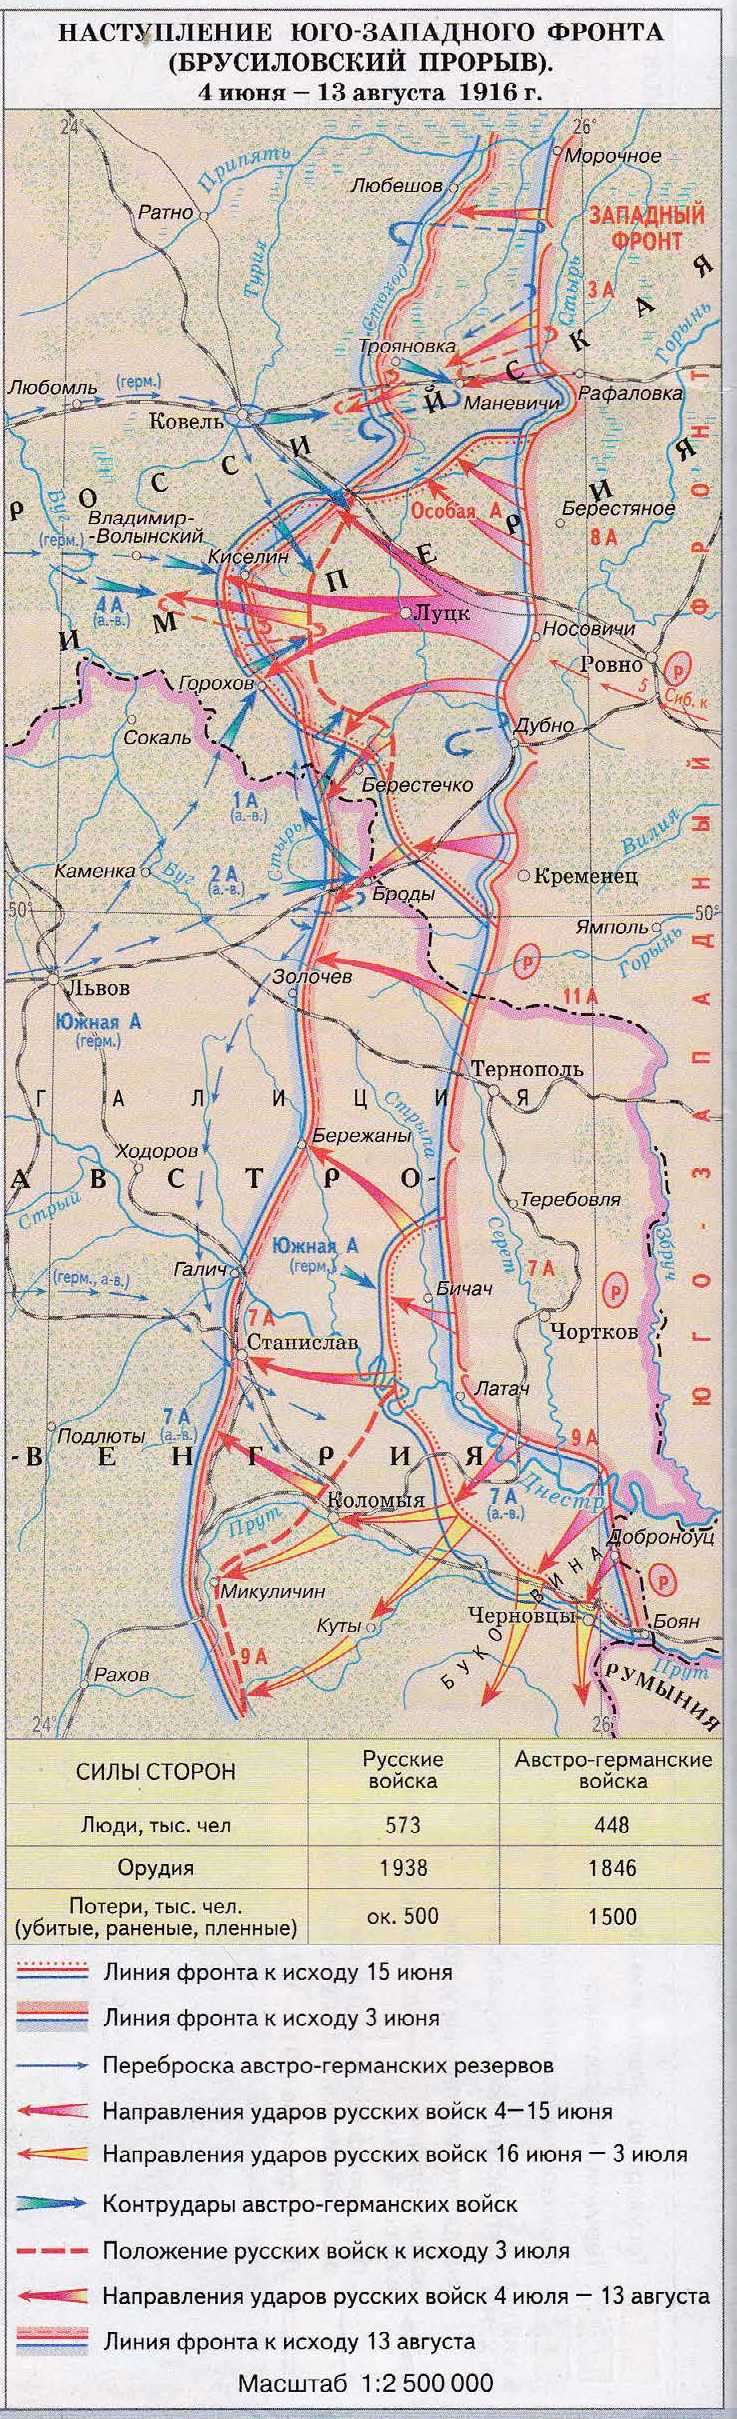 НАСТУПЛЕНИЕ ЮГО-ЗАПАДНОГО ФРОНТА
(БРУСИЛОВСКИЙ ПРОРЫВ).
4 июня – 13 августа 1916 г.
24°
26°
Морочное
Припять
Любешов
Ратно
ЗАПАДНЫЙ
ФРОНТ
Турия
Стоход
Стырь
3 А
Горынь
Трояновка
Любомль
(герм.)
Маневичи
Рафаловка
Ковель
РОССИЙСКАЯ
Буг
Особая А
Берестяное
Владимир-
-Волынский
(герм.)
8 А
Киселин
ИМПЕРИЯ
4 А
(а.-в.)
Луцк
Носовичи
Ровно
Р
5 Сиб. к
Горохов
Сокаль
Дубно
Берестечко
1 А
(а.-в.)
Стырь
Вилия
Каменка
Буг
2 А
(а.-в.)
Броды
Кременец
50°
50°
Ямполь
Горынь
Р
Золочев
Львов
11 А
Южная А
(герм.)
Тернополь
ГАЛИЦИЯ
Стрыпа
Бережаны
Ходоров
АВСТРО-
Стрый
Теребовля
Серет
Збруч
Южная А
(герм.)
Галич
7 А
(герм., а-в.)
Бичач
Р
7 А
Чортков
Станислав
Латач
7 А
(а.-в.)
Подлюты
9 А
-ВЕНГРИЯ
7 А
(а.-в.)
Днестр
Коломыя
Прут
Доброноуц
Микуличин
Р
Куты
Черновцы
Боян
БУКОВИНА
9 А
Рахов
Прут
РУМЫНИЯ
24°
26°
ЮГО-ЗАПАДНЫЙ ФРОНТ
СИЛЫ СТОРОН Русские войска Австро-германские войска
Люди, тыс. чел 573 448
Орудия 1938 1846
Потери, тыс. чел.
(убитые, раненые, пленные) ок. 500 1500
Линия фронта к исходу 15 июня
Линия фронта к исходу 3 июня
Переброска австро-германских резервов
Направления ударов русских войск 4–15 июня
Направления ударов русских войск 16 июня – 3 июля
Контрудары австро-германских войск
Положение русских войск к исходу 3 июля
Направления ударов русских войск 4 июля – 13 августа
Линия фронта к исходу 13 августа
Масштаб 1:2 500 000